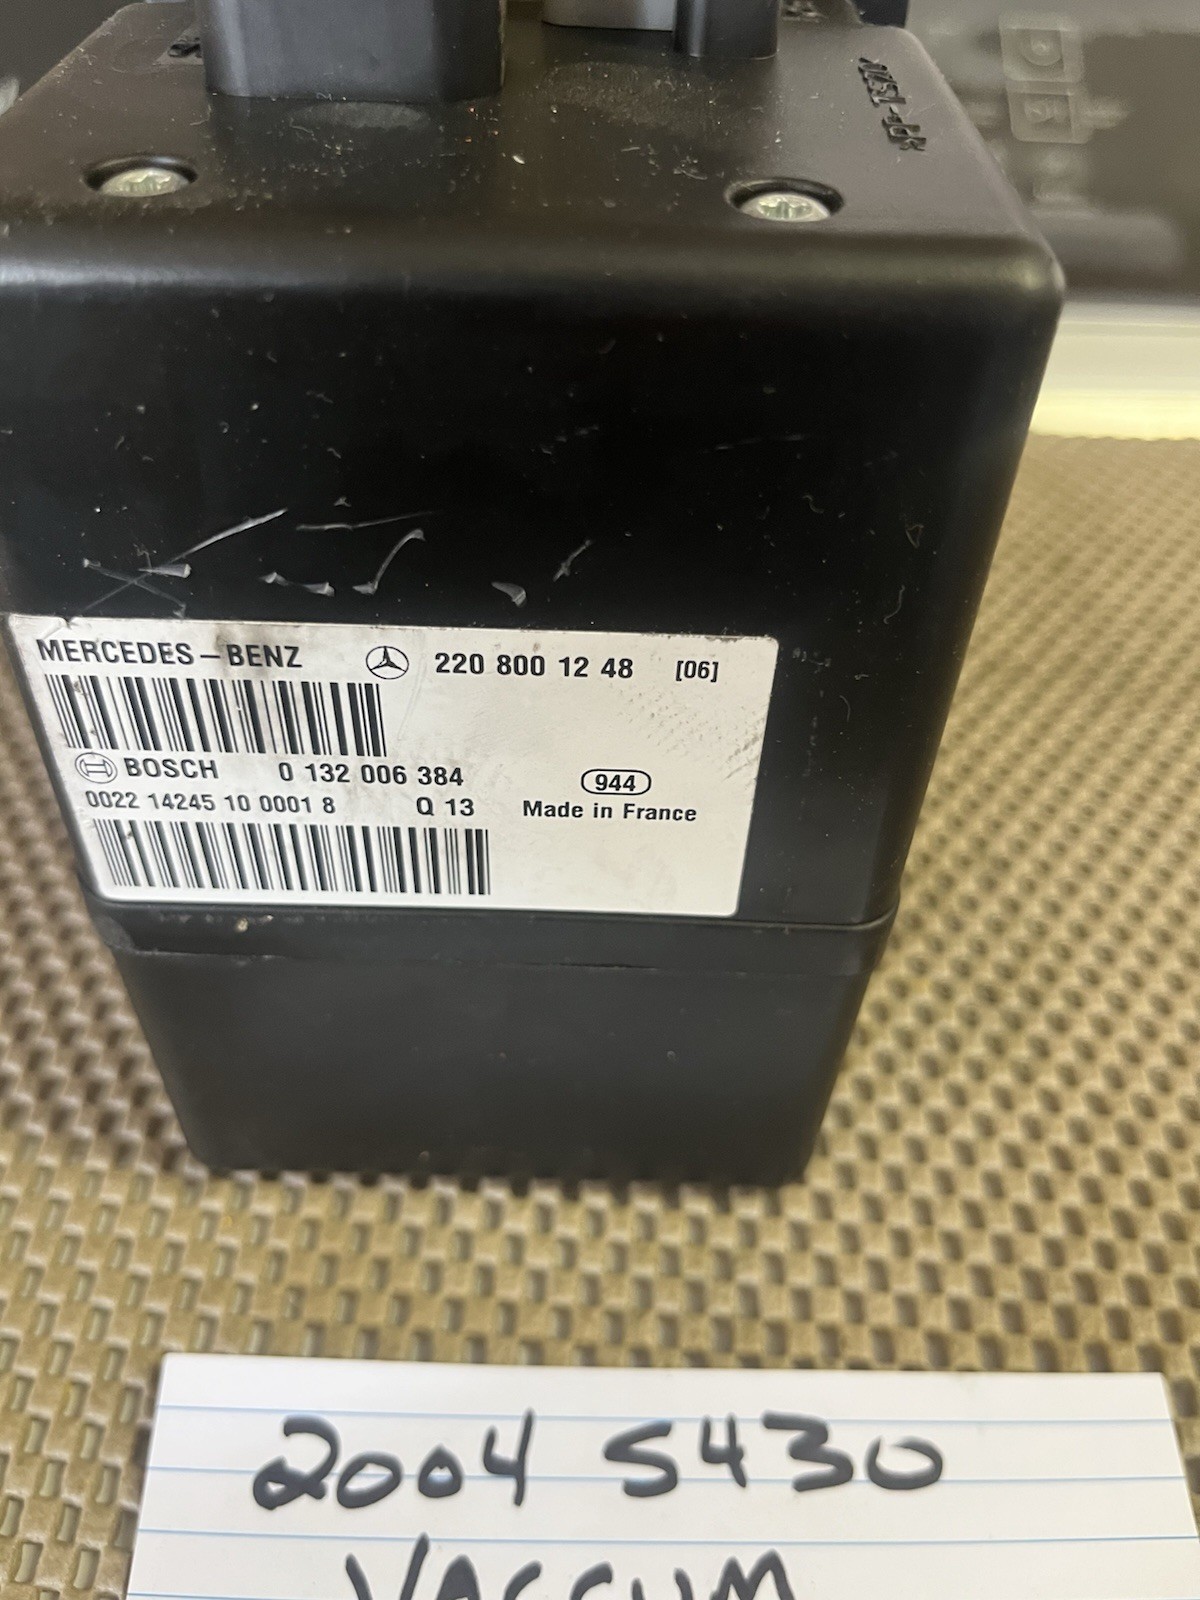 MERCEDES-BENZ 220 800 12 48 [06]
BOSCH 0 132 006 384 944
0022 14245 10 0001 8 Q 13 Made in France
2004 S430
VACCUM